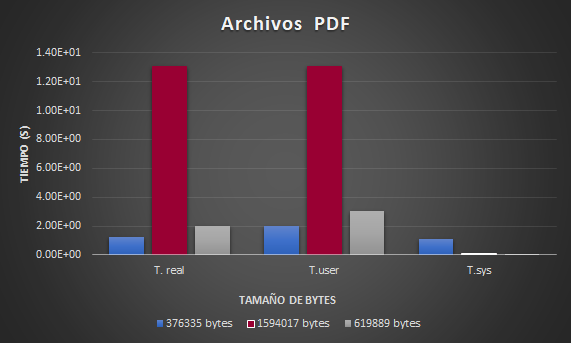 Archivos PDF
1.40E+01
1.20E+01
1.00E+01
8.00E+00
6.00E+00
4.00E+00
2.00E+00
0.00E+00
TIEMPO (S)
T. real
T.user
T.sys
TAMAÑO DE BYTES
376335 bytes
1594017 bytes
619889 bytes